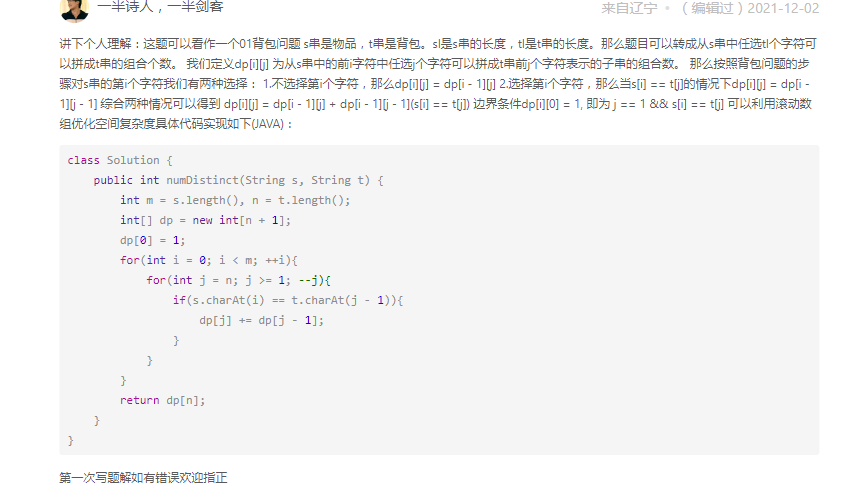 一半诗人，一半剑客
来自辽宁 • （编辑过）2021-12-02
讲下个人理解：这题可以看作一个01背包问题 s串是物品，t串是背包。sl是s串的长度，tl是t串的长度。那么题目可以转成从s串中任选tl个字符可
以拼成t串的组合个数。 我们定义dp[i][j] 为从s串中的前i字符中任选j个字符可以拼成t串前j个字符表示的子串的组合数。 那么按照背包问题的步
骤对s串的第i个字符我们有两种选择： 1.不选择第i个字符，那么dp[i][j] = dp[i - 1][j] 2.选择第i个字符，那么当s[i] == t[j]的情况下dp[i][j] = dp[i -
1][j - 1] 综合两种情况可以得到 dp[i][j] = dp[i - 1][j] + dp[i - 1][j - 1](s[i] == t[j]) 边界条件dp[i][0] = 1, 即为 j == 1 && s[i] == t[j] 可以利用滚动数
组优化空间复杂度具体代码实现如下(JAVA)：
class Solution {
    public int numDistinct(String s, String t) {
        int m = s.length(), n = t.length();
        int[] dp = new int[n + 1];
        dp[0] = 1;
        for(int i = 0; i < m; ++i){
            for(int j = n; j >= 1; --j){
                if(s.charAt(i) == t.charAt(j - 1)){
                    dp[j] += dp[j - 1];
                }
            }
        }
        return dp[n];
    }
}
第一次写题解如有错误欢迎指正